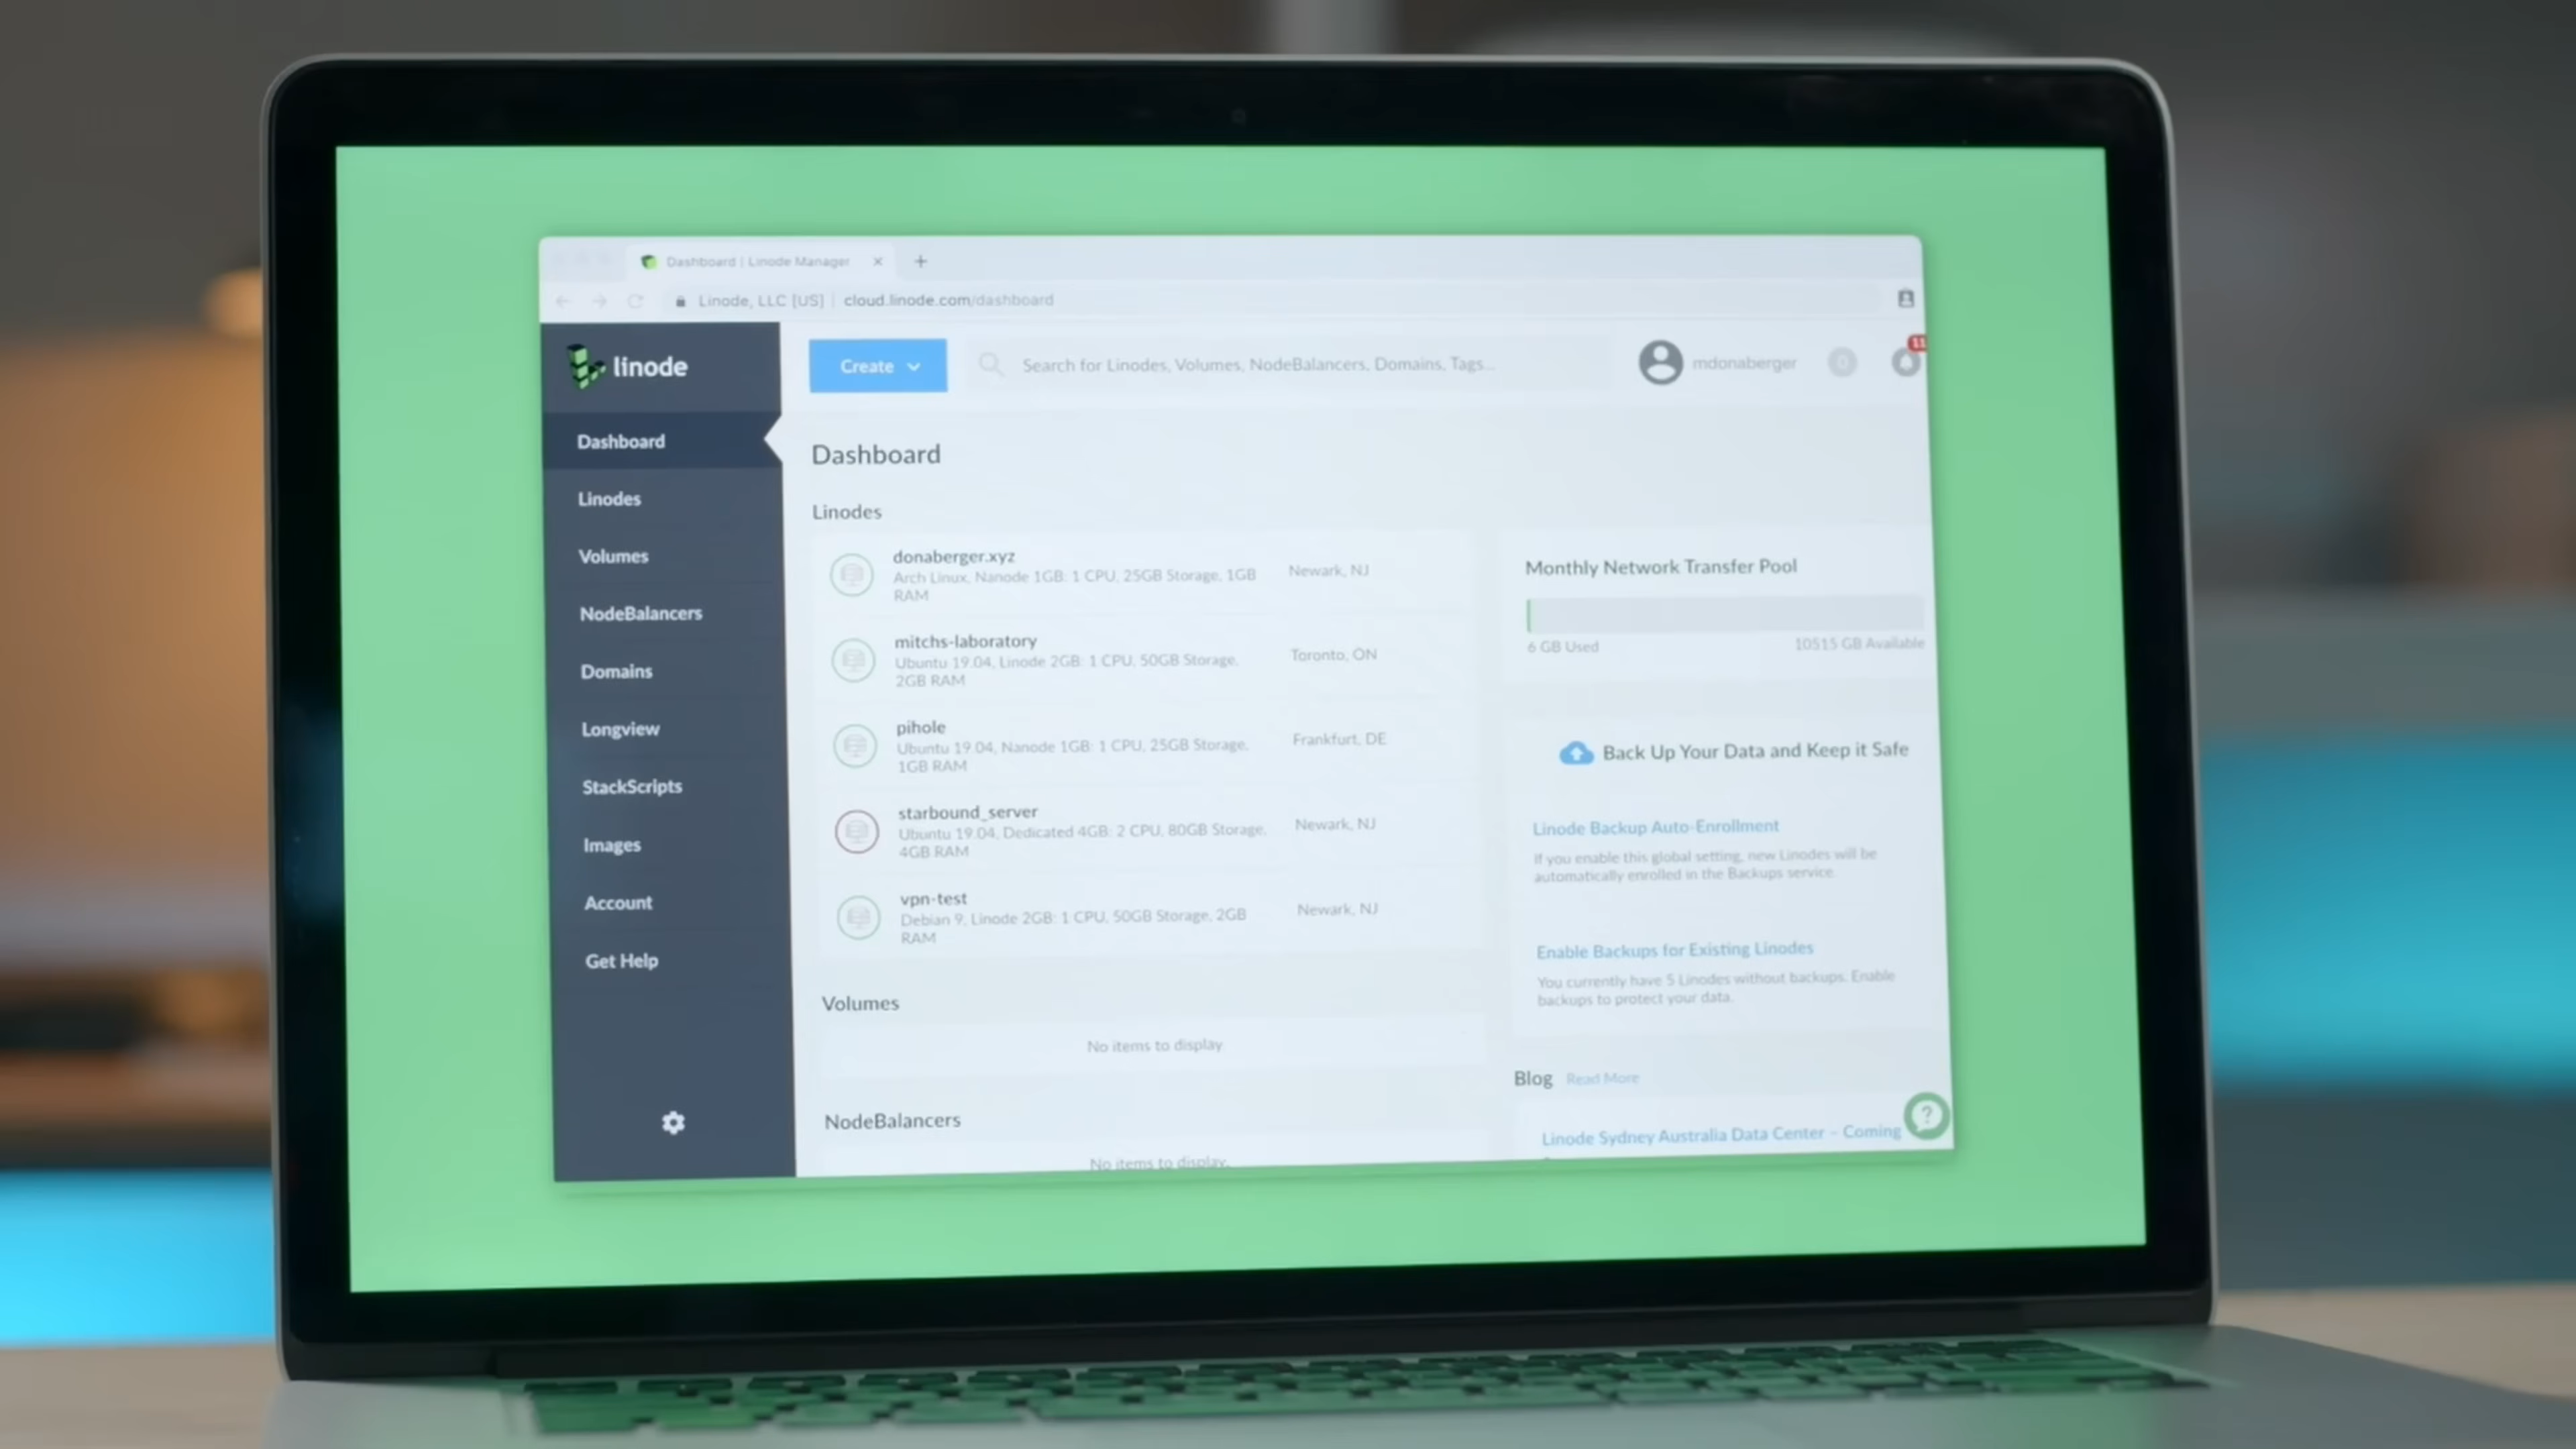 Dashboard | Linode Manager
Linode, LLC [US] | cloud.linode.com/dashboard
linode
Create
Search for Linodes, Volumes, NodeBalancers, Domains, Tags...
mdonaberger
0
11
Dashboard
Linodes
Volumes
NodeBalancers
Domains
Longview
StackScripts
Images
Account
Get Help
Dashboard
Linodes
donaberger.xyz
Arch Linux, Nanode 1GB: 1 CPU, 25GB Storage, 1GB
RAM
Newark, NJ
mitchs-laboratory
Ubuntu 19.04, Linode 2GB: 1 CPU, 50GB Storage,
2GB RAM
Toronto, ON
pihole
Ubuntu 19.04, Nanode 1GB: 1 CPU, 25GB Storage,
1GB RAM
Frankfurt, DE
starbound_server
Ubuntu 19.04, Dedicated 4GB: 2 CPU, 80GB Storage,
4GB RAM
Newark, NJ
vpn-test
Debian 9, Linode 2GB: 1 CPU, 50GB Storage, 2GB
RAM
Newark, NJ
Volumes
No items to display
NodeBalancers
No items to display.
Monthly Network Transfer Pool
6 GB Used
10515 GB Available
Back Up Your Data and Keep it Safe
Linode Backup Auto-Enrollment
If you enable this global setting, new Linodes will be
automatically enrolled in the Backups service.
Enable Backups for Existing Linodes
You currently have 5 Linodes without backups. Enable
backups to protect your data.
Blog Read More
Linode Sydney Australia Data Center – Coming
?